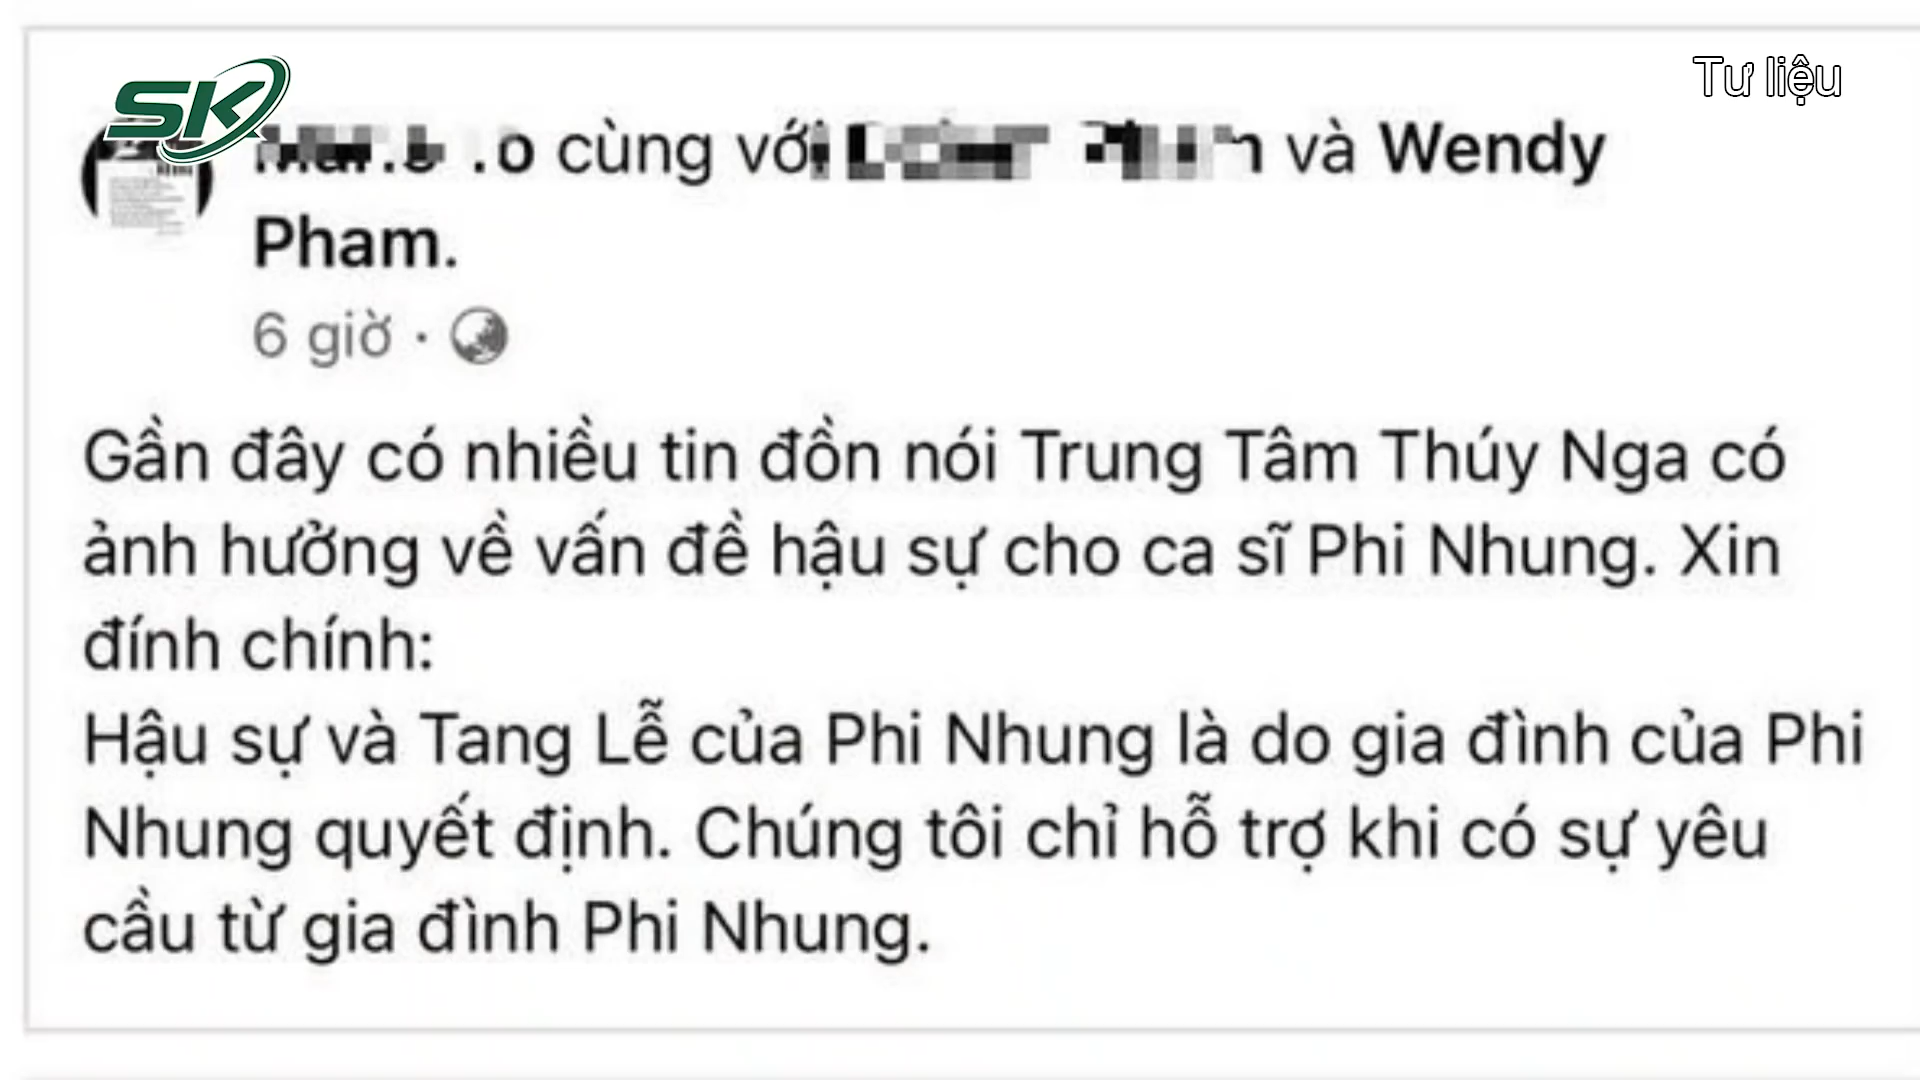 SK
Tư liệu
cùng với và Wendy
Pham.
6 giờ ·
Gần đây có nhiều tin đồn nói Trung Tâm Thúy Nga có
ảnh hưởng về vấn đề hậu sự cho ca sĩ Phi Nhung. Xin
đính chính:
Hậu sự và Tang Lễ của Phi Nhung là do gia đình của Phi
Nhung quyết định. Chúng tôi chỉ hỗ trợ khi có sự yêu
cầu từ gia đình Phi Nhung.